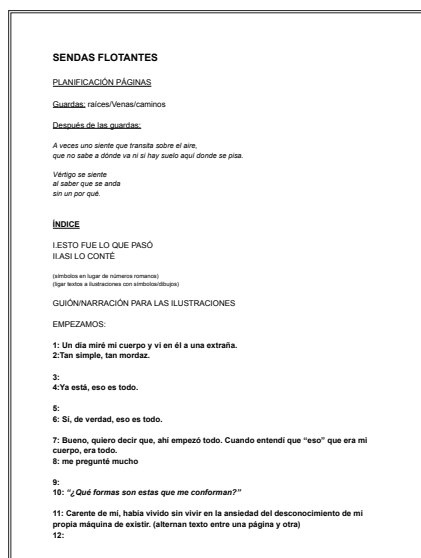 SENDAS FLOTANTES
PLANIFICACIÓN PÁGINAS
Guardas: raíces/Venas/caminos
Después de las guardas:
A veces uno siente que transita sobre el aire,
que no sabe a dónde va ni si hay suelo aquí donde se pisa.
Vértigo se siente
al saber que se anda
sin un por qué.
ÍNDICE
I.ESTO FUE LO QUE PASÓ
II.ASI LO CONTÉ
(símbolos en lugar de números romanos)
(ligar textos a ilustraciones con símbolos/dibujos)
GUIÓN/NARRACIÓN PARA LAS ILUSTRACIONES
EMPEZAMOS:
1: Un día miré mi cuerpo y vi en él a una extraña.
2:Tan simple, tan mordaz.
3:
4:Ya está, eso es todo.
5:
6: Sí, de verdad, eso es todo.
7: Bueno, quiero decir que, ahí empezó todo. Cuando entendí que “eso” que era mi
cuerpo, era todo.
8: me pregunté mucho
9:
10: “¿Qué formas son estas que me conforman?”
11: Carente de mí, había vivido sin vivir en la ansiedad del desconocimiento de mi
propia máquina de existir. (alternan texto entre una página y otra)
12: